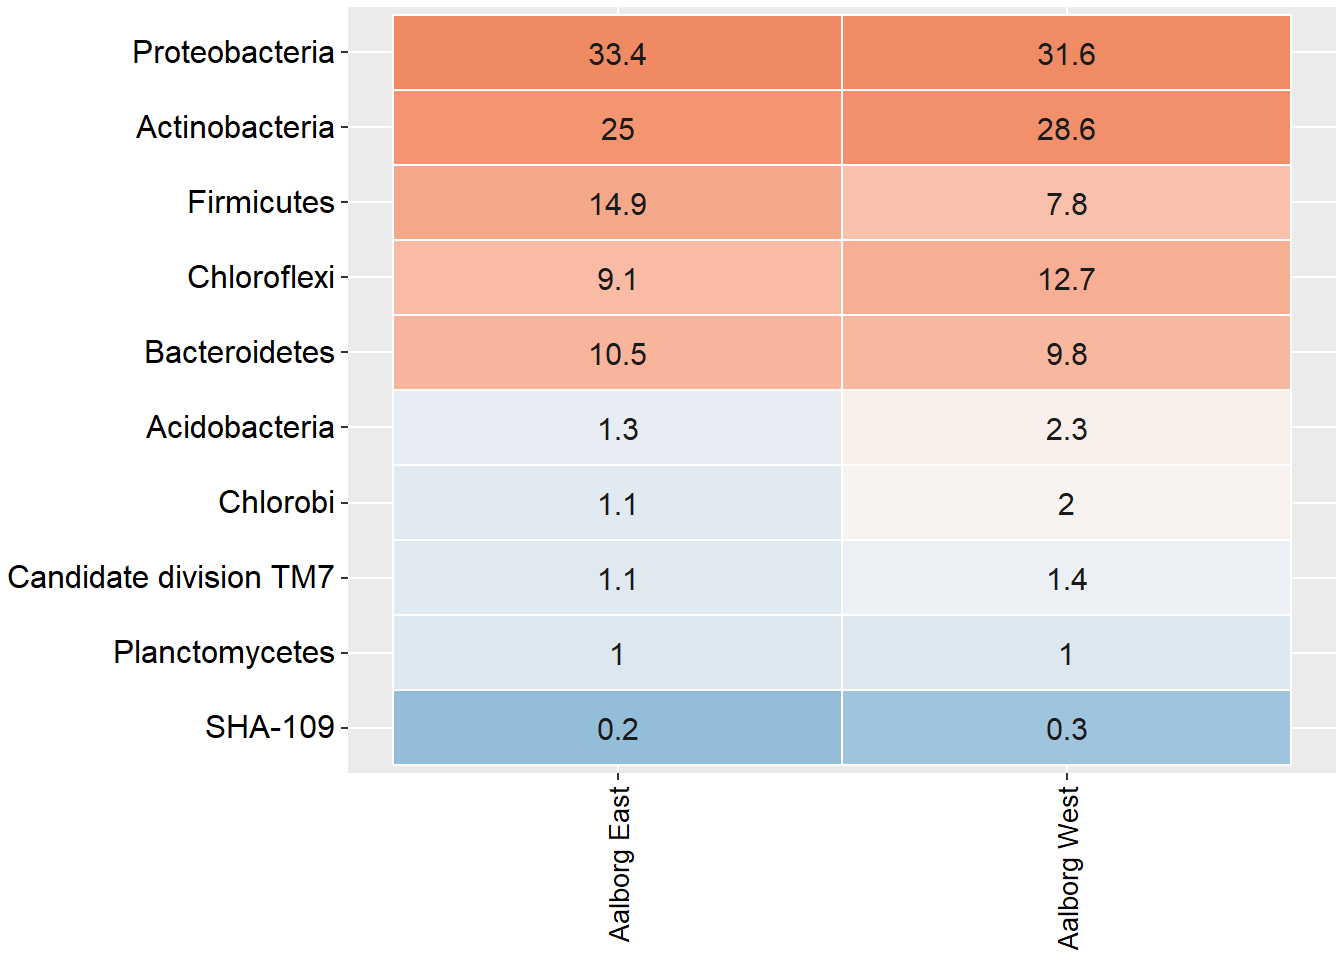 Proteobacteria 33.4 31.6
Actinobacteria 25 28.6
Firmicutes 14.9 7.8
Chloroflexi 9.1 12.7
Bacteroidetes 10.5 9.8
Acidobacteria 1.3 2.3
Chlorobi 1.1 2
Candidate division TM7 1.1 1.4
Planctomycetes 1 1
SHA-109 0.2 0.3
Aalborg East
Aalborg West